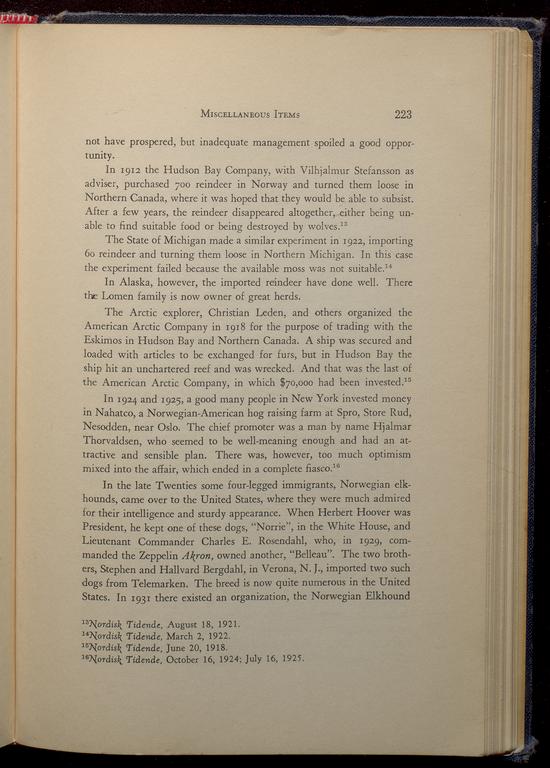 Miscellaneous Items 223
not have prospered, but inadequate management spoiled a good oppor-
tunity.
In 1912 the Hudson Bay Company, with Vilhjalmur Stefansson as
adviser, purchased 700 reindeer in Norway and turned them loose in
Northern Canada, where it was hoped that they would be able to subsist.
After a few years, the reindeer disappeared altogether, either being un-
able to find suitable food or being destroyed by wolves.¹³
The State of Michigan made a similar experiment in 1922, importing
60 reindeer and turning them loose in Northern Michigan. In this case
the experiment failed because the available moss was not suitable.¹⁴
In Alaska, however, the imported reindeer have done well. There
the Lomen family is now owner of great herds.
The Arctic explorer, Christian Leden, and others organized the
American Arctic Company in 1918 for the purpose of trading with the
Eskimos in Hudson Bay and Northern Canada. A ship was secured and
loaded with articles to be exchanged for furs, but in Hudson Bay the
ship hit an unchartered reef and was wrecked. And that was the last of
the American Arctic Company, in which $70,000 had been invested.¹⁵
In 1924 and 1925, a good many people in New York invested money
in Nahatco, a Norwegian-American hog raising farm at Spro, Store Rud,
Nesodden, near Oslo. The chief promoter was a man by name Hjalmar
Thorvaldsen, who seemed to be well-meaning enough and had an at-
tractive and sensible plan. There was, however, too much optimism
mixed into the affair, which ended in a complete fiasco.¹⁶
In the late Twenties some four-legged immigrants, Norwegian elk-
hounds, came over to the United States, where they were much admired
for their intelligence and sturdy appearance. When Herbert Hoover was
President, he kept one of these dogs, "Norrie", in the White House, and
Lieutenant Commander Charles E. Rosendahl, who, in 1929, com-
manded the Zeppelin Akron, owned another, "Belleau". The two broth-
ers, Stephen and Hallvard Bergdahl, in Verona, N. J., imported two such
dogs from Telemarken. The breed is now quite numerous in the United
States. In 1931 there existed an organization, the Norwegian Elkhound
¹³Nordisk Tidende, August 18, 1921.
¹⁴Nordisk Tidende, March 2, 1922.
¹⁵Nordisk Tidende, June 20, 1918.
¹⁶Nordisk Tidende, October 16, 1924; July 16, 1925.